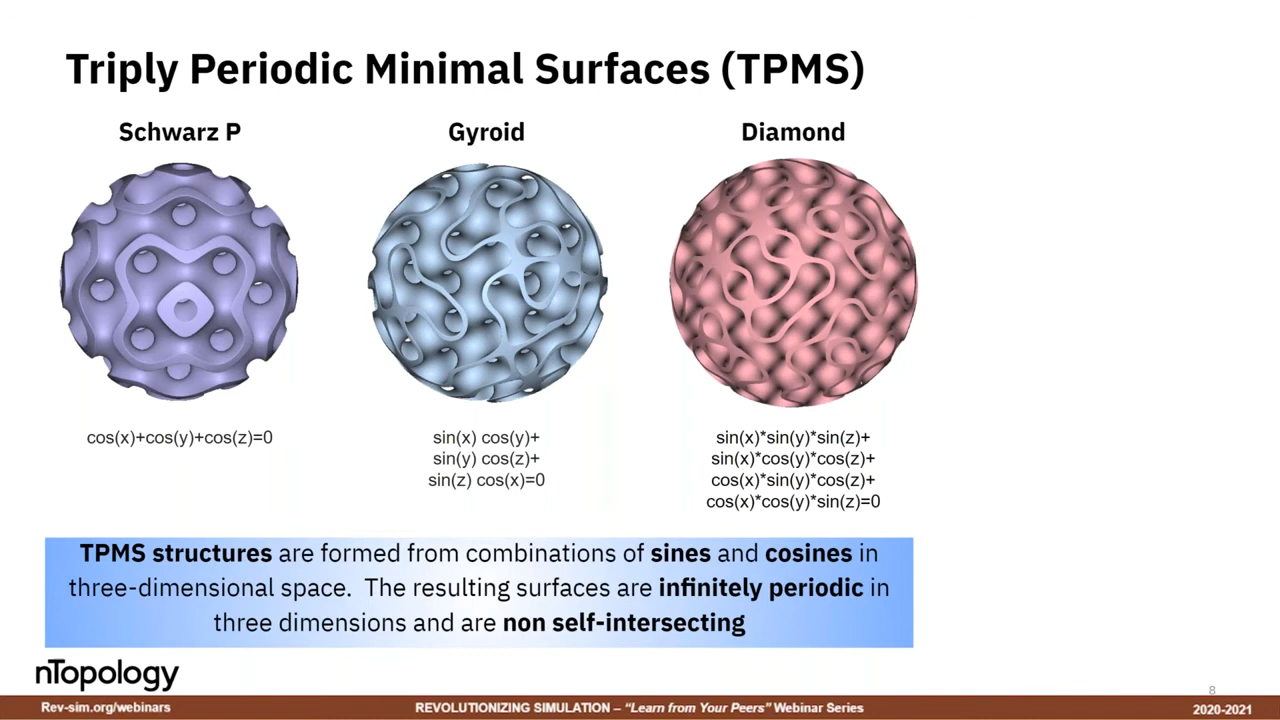 Triply Periodic Minimal Surfaces (TPMS)
Schwarz P
Gyroid
Diamond
cos(x)+cos(y)+cos(z)=0
sin(x) cos(y)+
sin(y) cos(z)+
sin(z) cos(x)=0
sin(x)*sin(y)*sin(z)+
sin(x)*cos(y)*cos(z)+
cos(x)*sin(y)*cos(z)+
cos(x)*cos(y)*sin(z)=0
TPMS structures are formed from combinations of sines and cosines in
three-dimensional space. The resulting surfaces are infinitely periodic in
three dimensions and are non self-intersecting
nTopology
8
Rev-sim.org/webinars
REVOLUTIONIZING SIMULATION – “Learn from Your Peers” Webinar Series
2020-2021